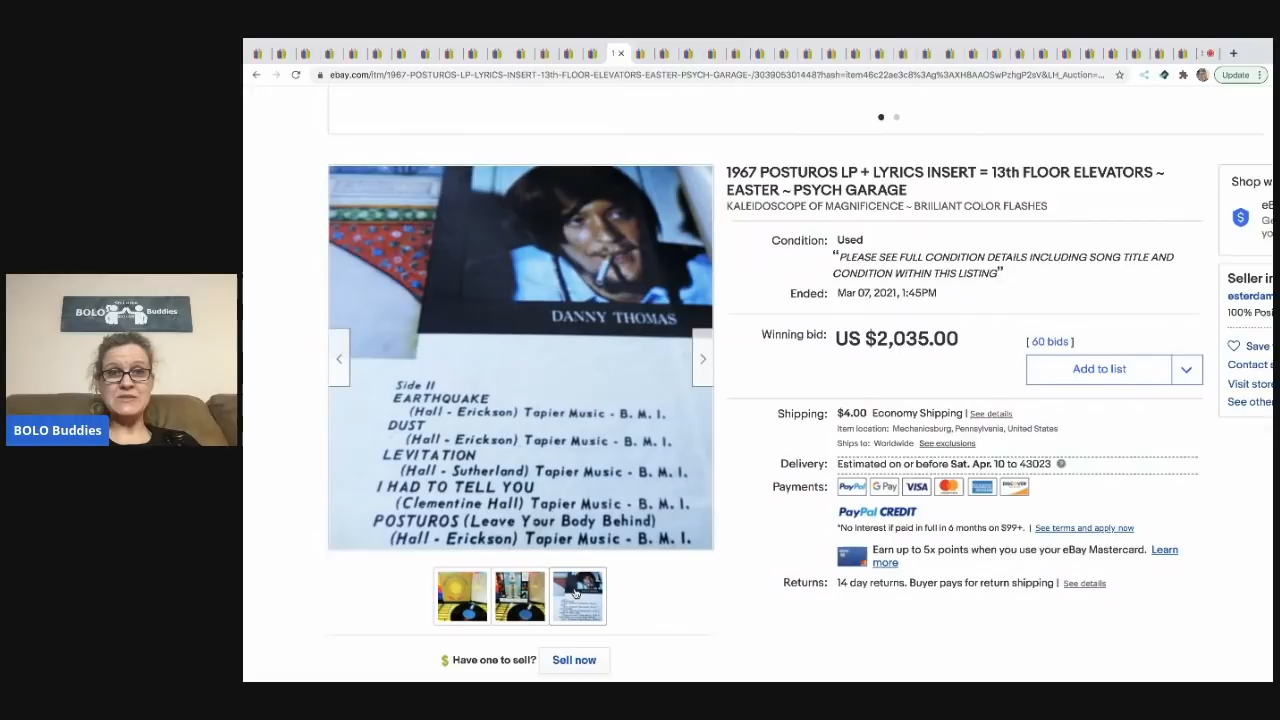 ebay.com/itm/1967-POSTUROS-LP-LYRICS-INSERT-13th-FLOOR-ELEVATORS-EASTER-PSYCH-GARAGE-/303905301448?hash=item46c22ae3c8%3Ag%3AXH8AAOSwPzhgP2sV&LH_Auction=...
Update
1967 POSTUROS LP + LYRICS INSERT = 13th FLOOR ELEVATORS ~
EASTER ~ PSYCH GARAGE
KALEIDOSCOPE OF MAGNIFICENCE ~ BRIILIANT COLOR FLASHES
Condition: Used
“PLEASE SEE FULL CONDITION DETAILS INCLUDING SONG TITLE AND
CONDITION WITHIN THIS LISTING”
Ended: Mar 07, 2021, 1:45PM
Winning bid: US $2,035.00 [ 60 bids ]
Add to list
Shipping: $4.00 Economy Shipping | See details
Item location: Mechanicsburg, Pennsylvania, United States
Ships to: Worldwide See exclusions
Delivery: Estimated on or before Sat. Apr. 10 to 43023
Payments: PayPal G Pay VISA
PayPal CREDIT
*No Interest if paid in full in 6 months on $99+. | See terms and apply now
Earn up to 5x points when you use your eBay Mastercard. Learn
more
Returns: 14 day returns. Buyer pays for return shipping | See details
Shop w
Ge
yo
Seller in
østerdam
100% Posi
Save
Contact s
Visit store
See other
DANNY THOMAS
Side II
EARTHQUAKE
(Hall - Erickson) Tapier Music - B. M. I.
DUST
(Hall - Erickson) Tapier Music - B. M. I.
LEVITATION
(Hall - Sutherland) Tapier Music - B. M. I.
I HAD TO TELL YOU
(Clementine Hall) Tapier Music - B. M. I.
POSTUROS (Leave Your Body Behind)
(Hall - Erickson) Tapier Music - B. M. I.
$ Have one to sell? Sell now
BOLO Buddies
BOLO Buddies